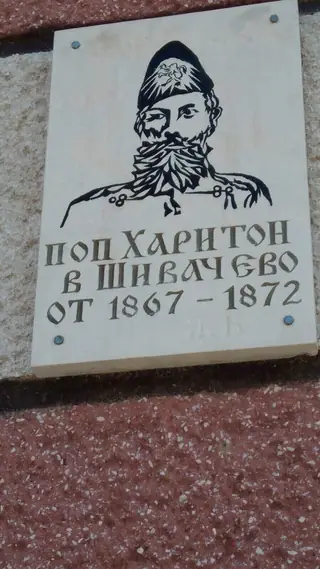 поп Харитон
в Шивачево
от 1867 – 1872